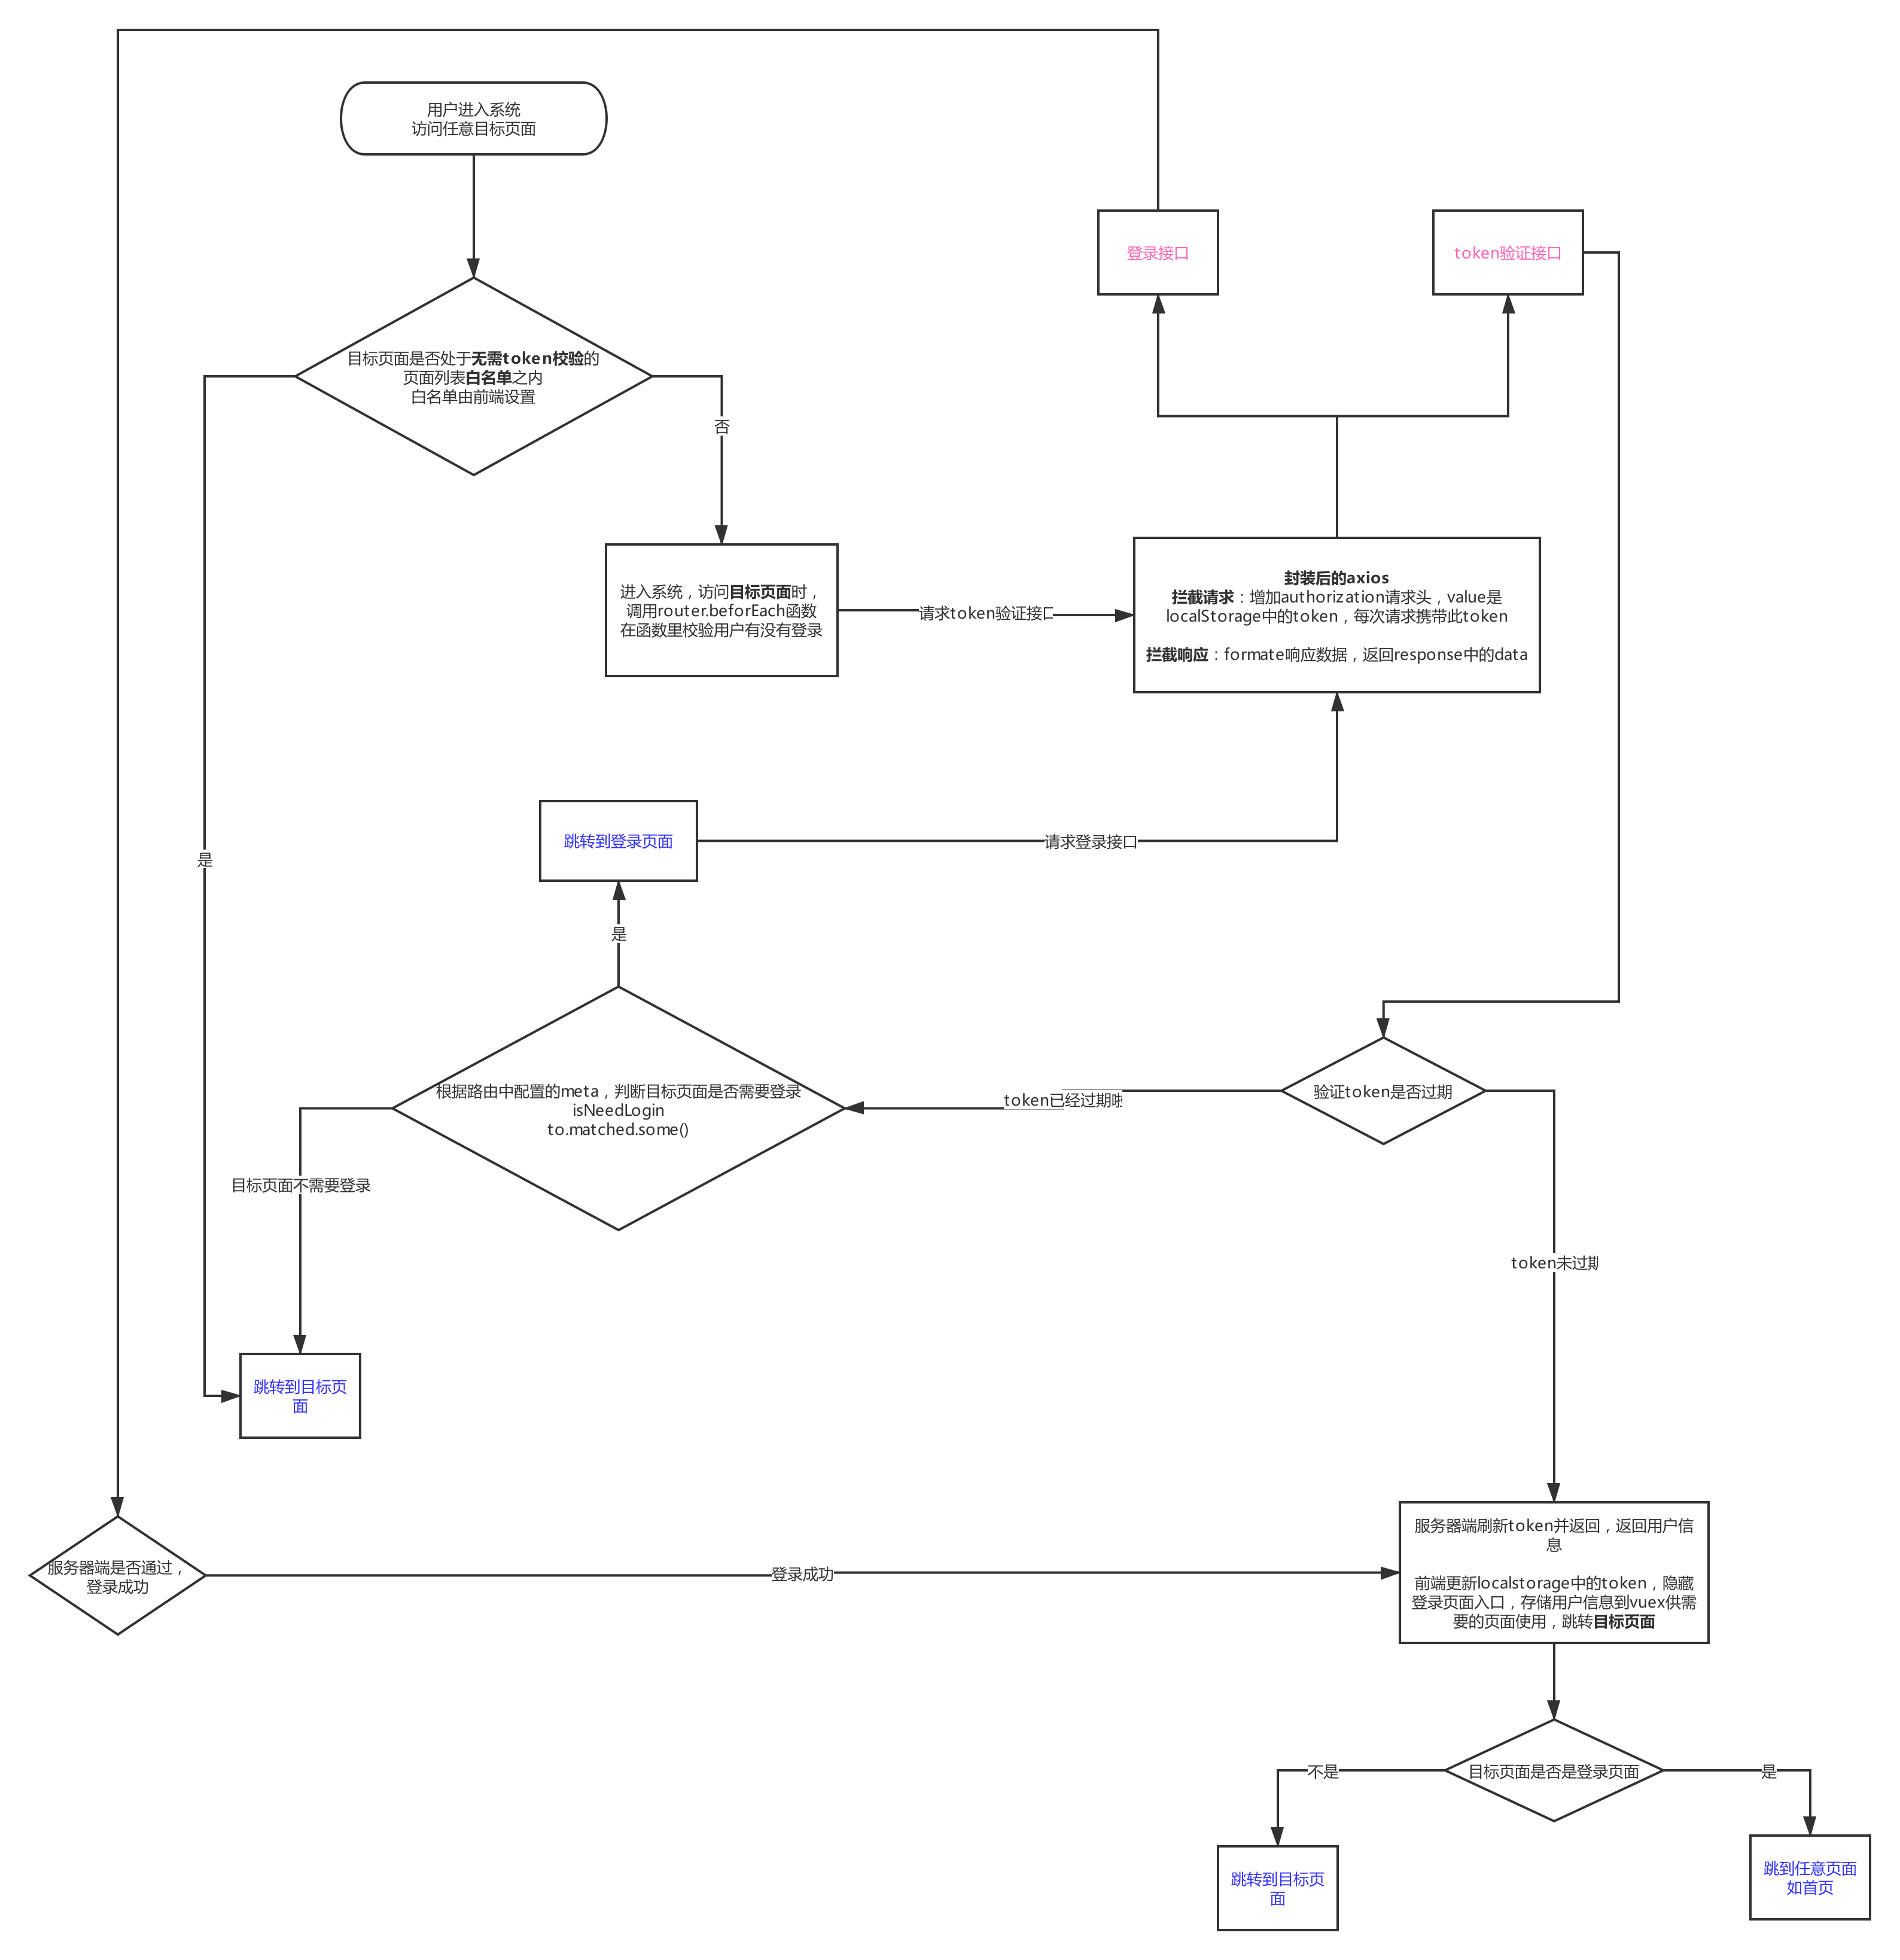 用户进入系统
访问任意目标页面
登录接口
token验证接口
目标页面是否处于无需token校验的
页面列表白名单之内
白名单由前端设置
否
进入系统，访问目标页面时，
调用router.beforEach函数
在函数里校验用户有没有登录
请求token验证接口
封装后的axios
拦截请求：增加authorization请求头，value是
localStorage中的token，每次请求携带此token
拦截响应：formate响应数据，返回response中的data
跳转到登录页面
请求登录接口
是
是
根据路由中配置的meta，判断目标页面是否需要登录
isNeedLogin
to.matched.some()
token已经过期啦
验证token是否过期
目标页面不需要登录
token未过期
跳转到目标页
面
服务器端是否通过，
登录成功
登录成功
服务器端刷新token并返回，返回用户信
息
前端更新localstorage中的token，隐藏
登录页面入口，存储用户信息到vuex供需
要的页面使用，跳转目标页面
不是
目标页面是否是登录页面
是
跳转到目标页
面
跳到任意页面
如首页